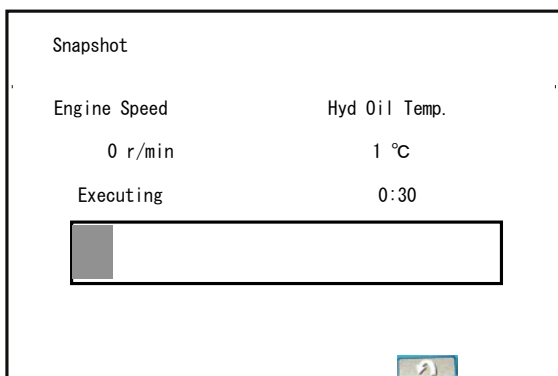 Snapshot
Engine Speed Hyd Oil Temp.
0 r/min 1 ℃
Executing 0:30